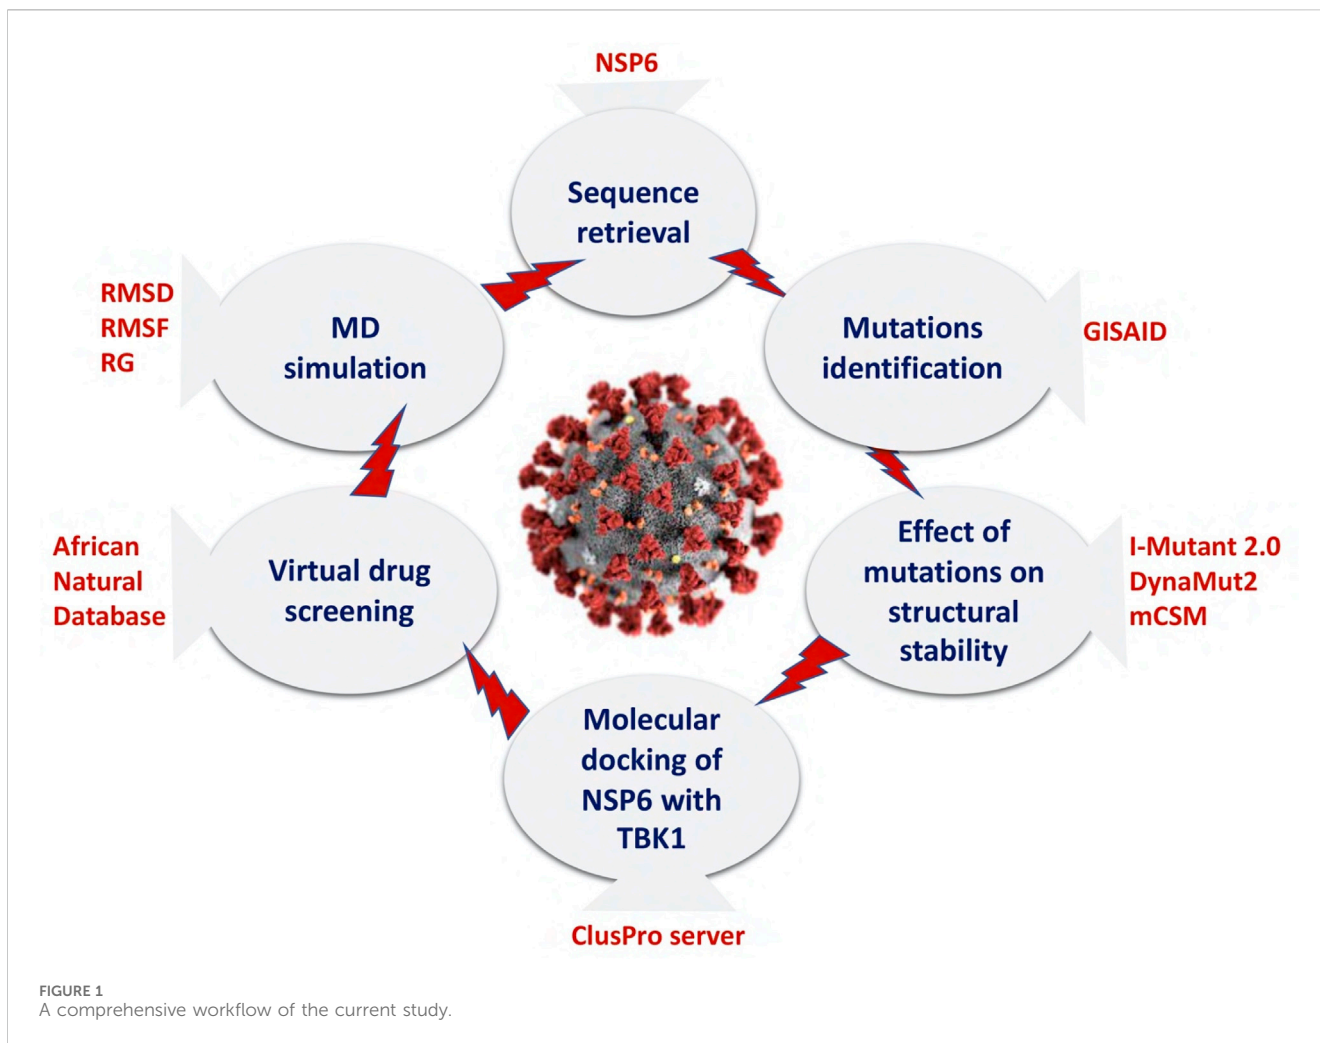 NSP6
Sequence
retrieval
Mutations
identification
GISAID
Effect of
mutations on
structural
stability
I-Mutant 2.0
DynaMut2
mCSM
Molecular
docking of
NSP6 with
TBK1
ClusPro server
Virtual drug
screening
African
Natural
Database
MD
simulation
RMSD
RMSF
RG
FIGURE 1
A comprehensive workflow of the current study.